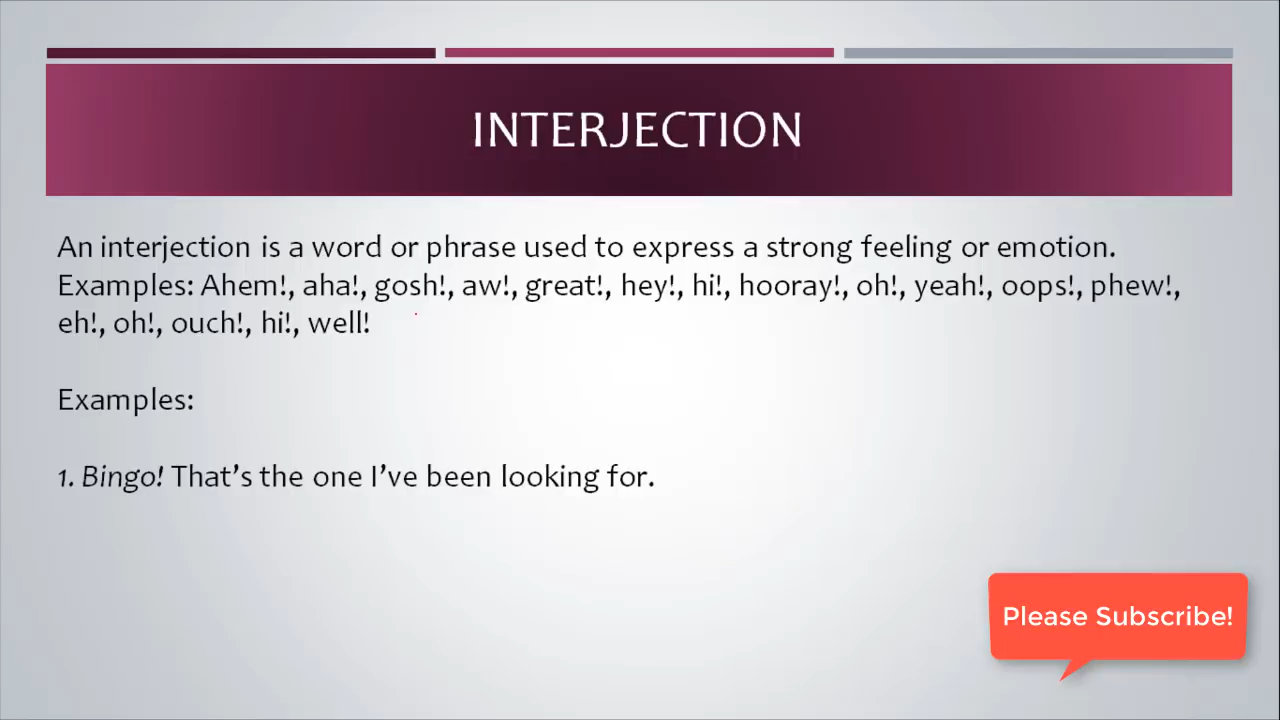 INTERJECTION
An interjection is a word or phrase used to express a strong feeling or emotion.
Examples: Ahem!, aha!, gosh!, aw!, great!, hey!, hi!, hooray!, oh!, yeah!, oops!, phew!,
eh!, oh!, ouch!, hi!, well!
Examples:
1. Bingo! That’s the one I’ve been looking for.
Please Subscribe!